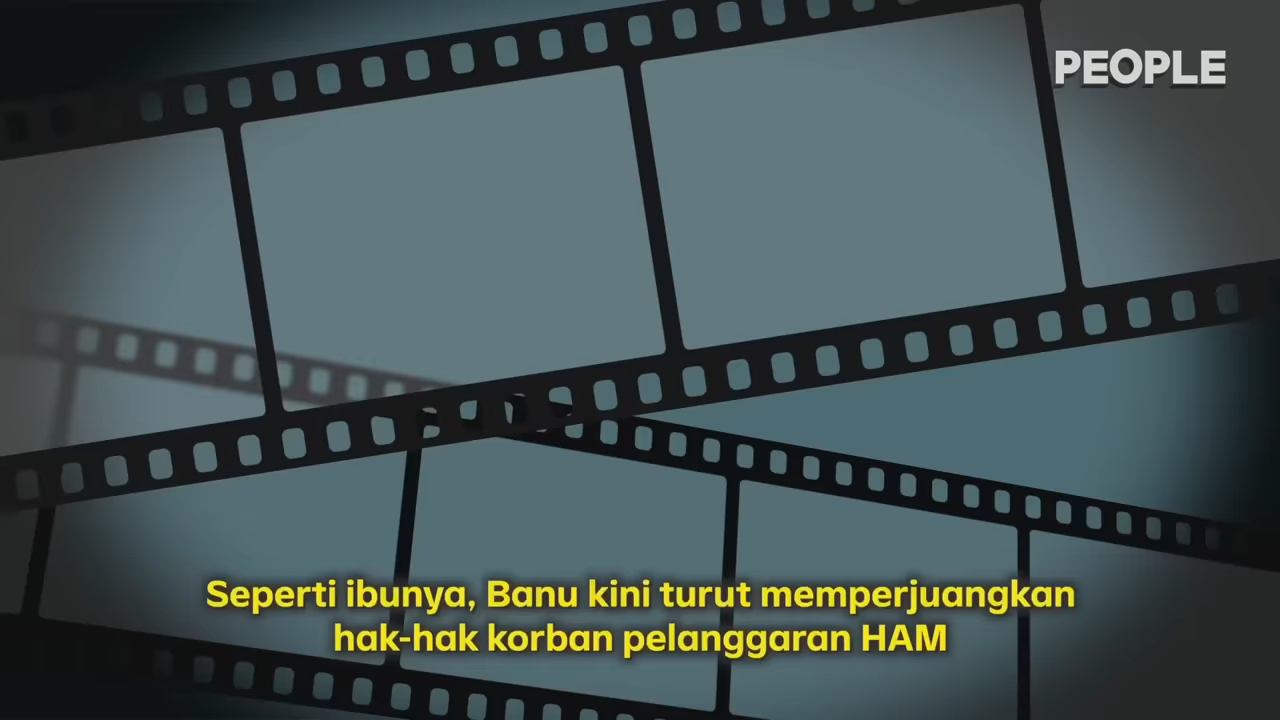 PEOPLE
Seperti ibunya, Banu kini turut memperjuangkan
hak-hak korban pelanggaran HAM